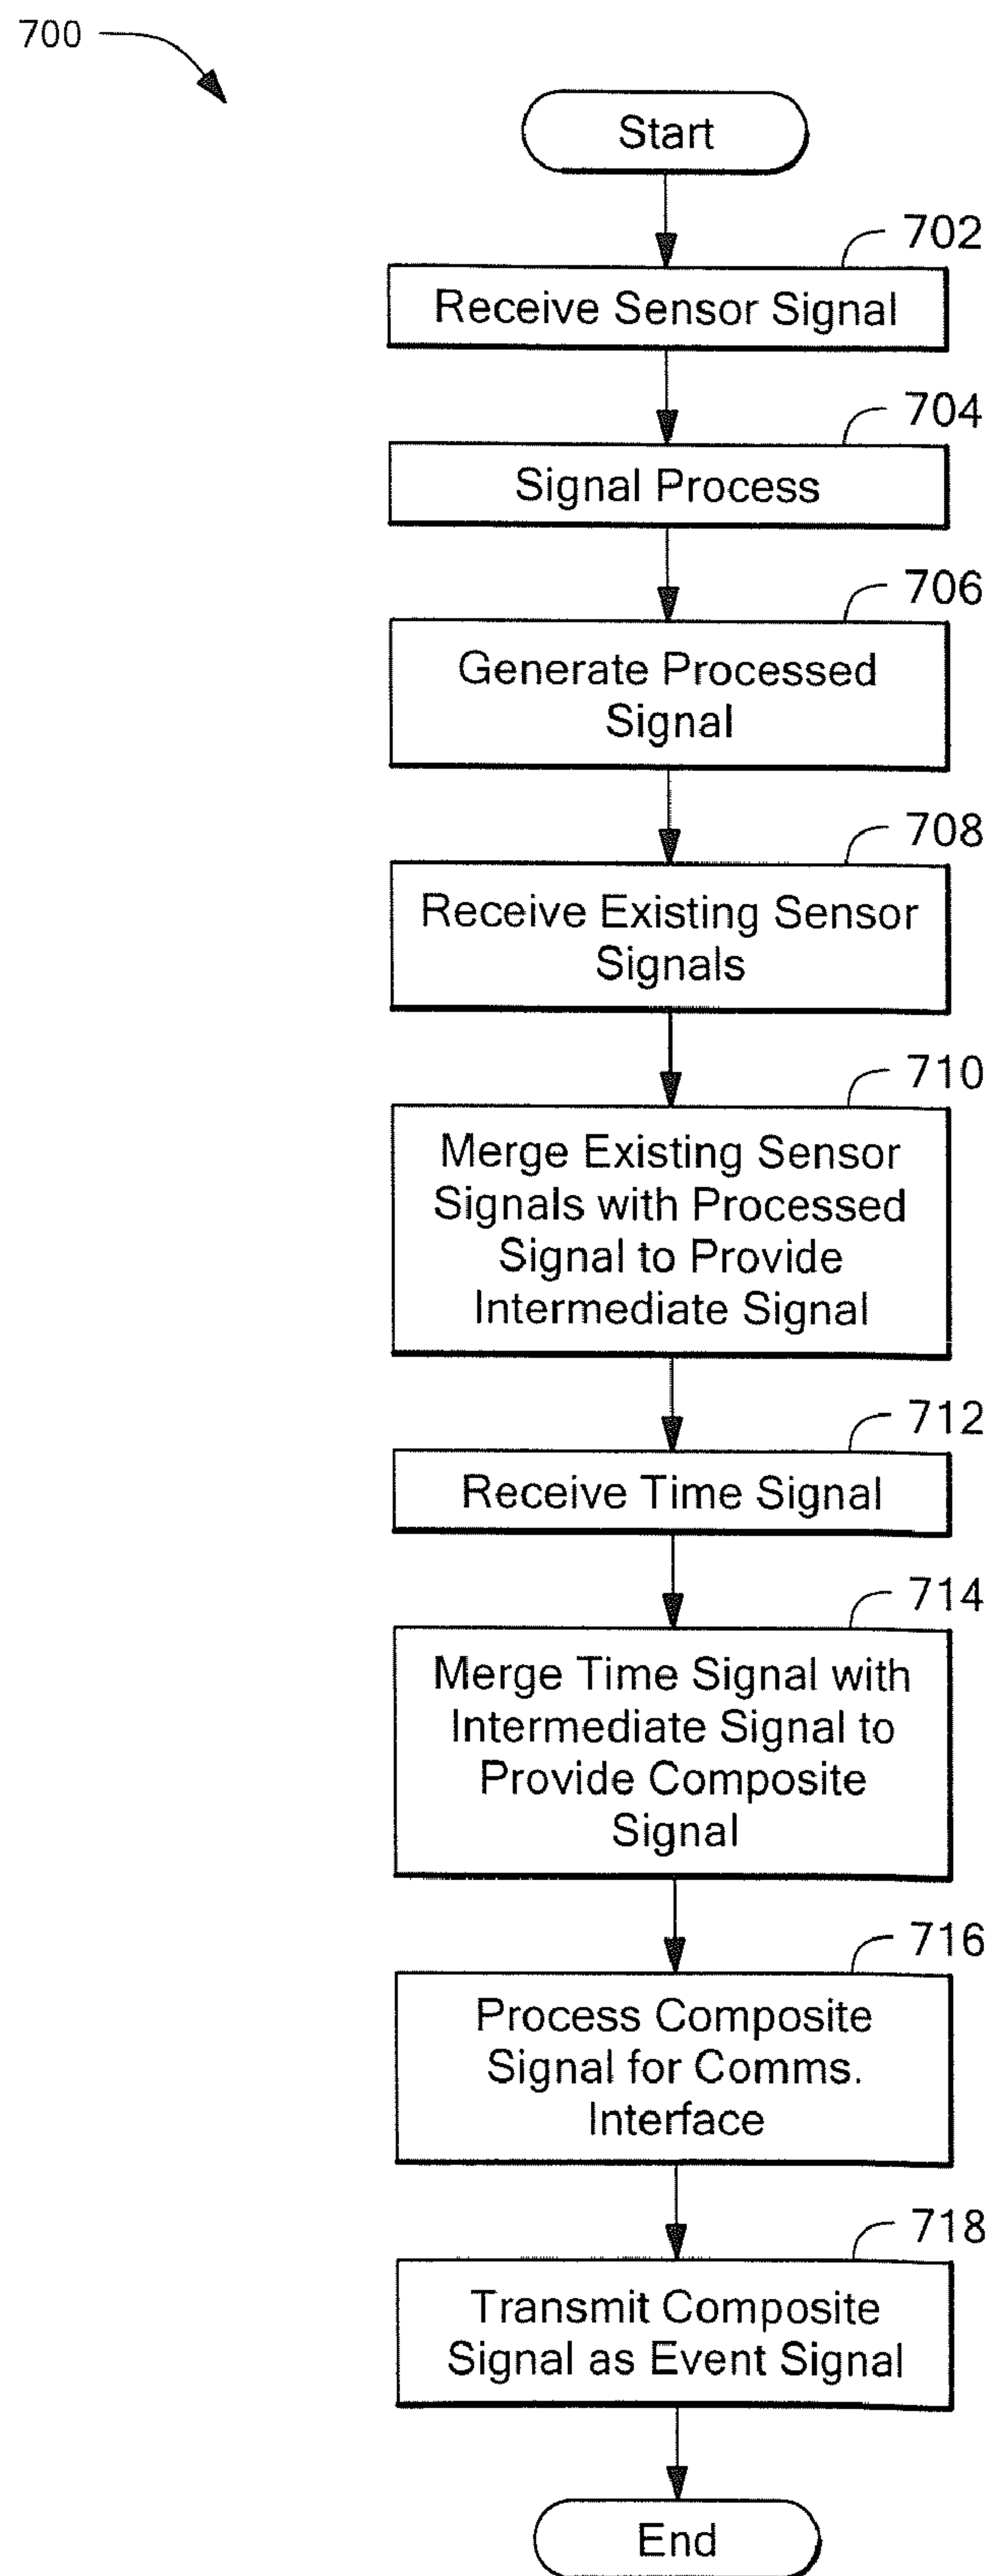 700
Start
702
Receive Sensor Signal
704
Signal Process
706
Generate Processed
Signal
708
Receive Existing Sensor
Signals
710
Merge Existing Sensor
Signals with Processed
Signal to Provide
Intermediate Signal
712
Receive Time Signal
714
Merge Time Signal with
Intermediate Signal to
Provide Composite
Signal
716
Process Composite
Signal for Comms.
Interface
718
Transmit Composite
Signal as Event Signal
End